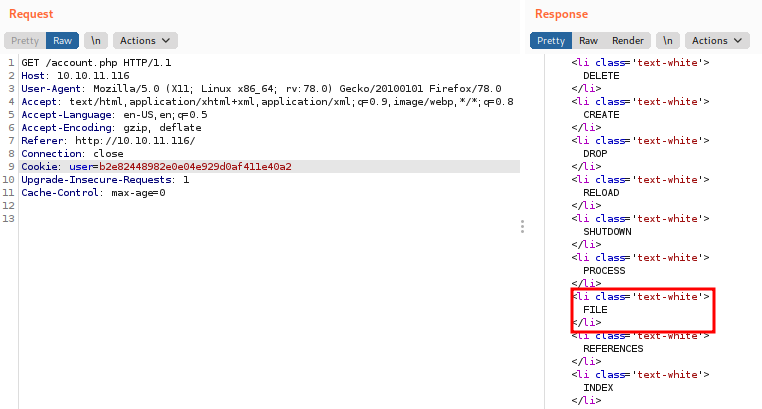 Request
Response
Pretty Raw \n Actions
Pretty Raw Render \n Actions
1 GET /account.php HTTP/1.1
2 Host: 10.10.11.116
3 User-Agent: Mozilla/5.0 (X11; Linux x86_64; rv:78.0) Gecko/20100101 Firefox/78.0
4 Accept: text/html,application/xhtml+xml,application/xml;q=0.9,image/webp,*/*;q=0.8
5 Accept-Language: en-US,en;q=0.5
6 Accept-Encoding: gzip, deflate
7 Referer: http://10.10.11.116/
8 Connection: close
9 Cookie: user=b2e82448982e0e04e929d0af411e40a2
10 Upgrade-Insecure-Requests: 1
11 Cache-Control: max-age=0
12
13
<li class='text-white'>
DELETE
</li>
<li class='text-white'>
CREATE
</li>
<li class='text-white'>
DROP
</li>
<li class='text-white'>
RELOAD
</li>
<li class='text-white'>
SHUTDOWN
</li>
<li class='text-white'>
PROCESS
</li>
<li class='text-white'>
FILE
</li>
<li class='text-white'>
REFERENCES
</li>
<li class='text-white'>
INDEX
</li>